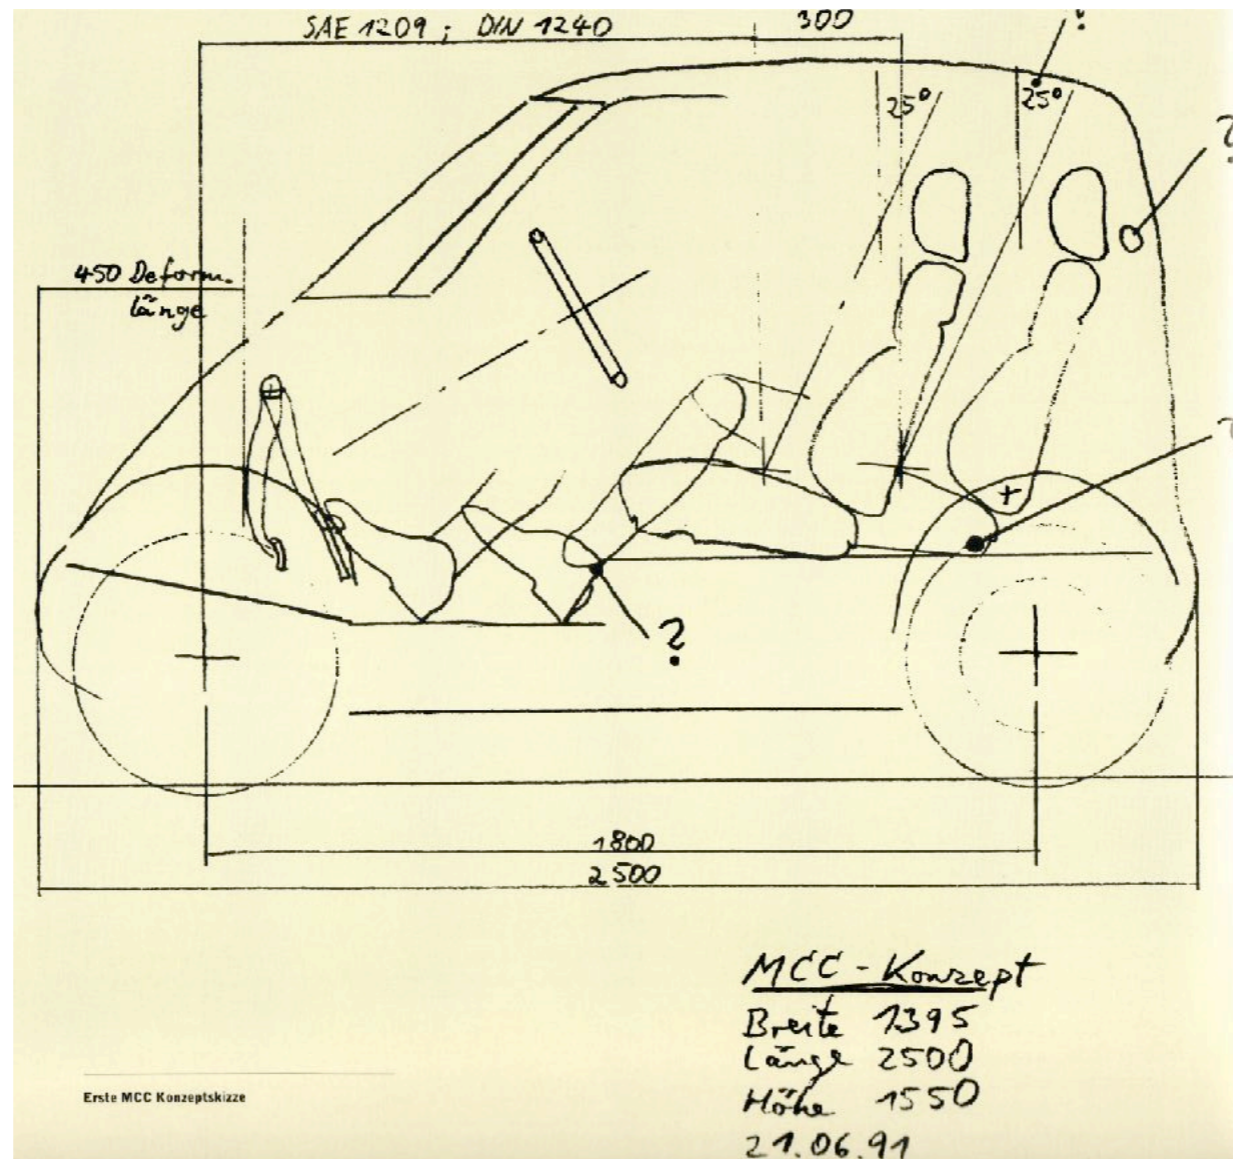 SAE 1209 ; DIN 1240
300
?
25°
25°
?
450 Deform.
länge
?
?
1800
2500
MCC - Konzept
Breite 1395
Länge 2500
Höhe 1550
21.06.91
Erste MCC Konzeptskizze